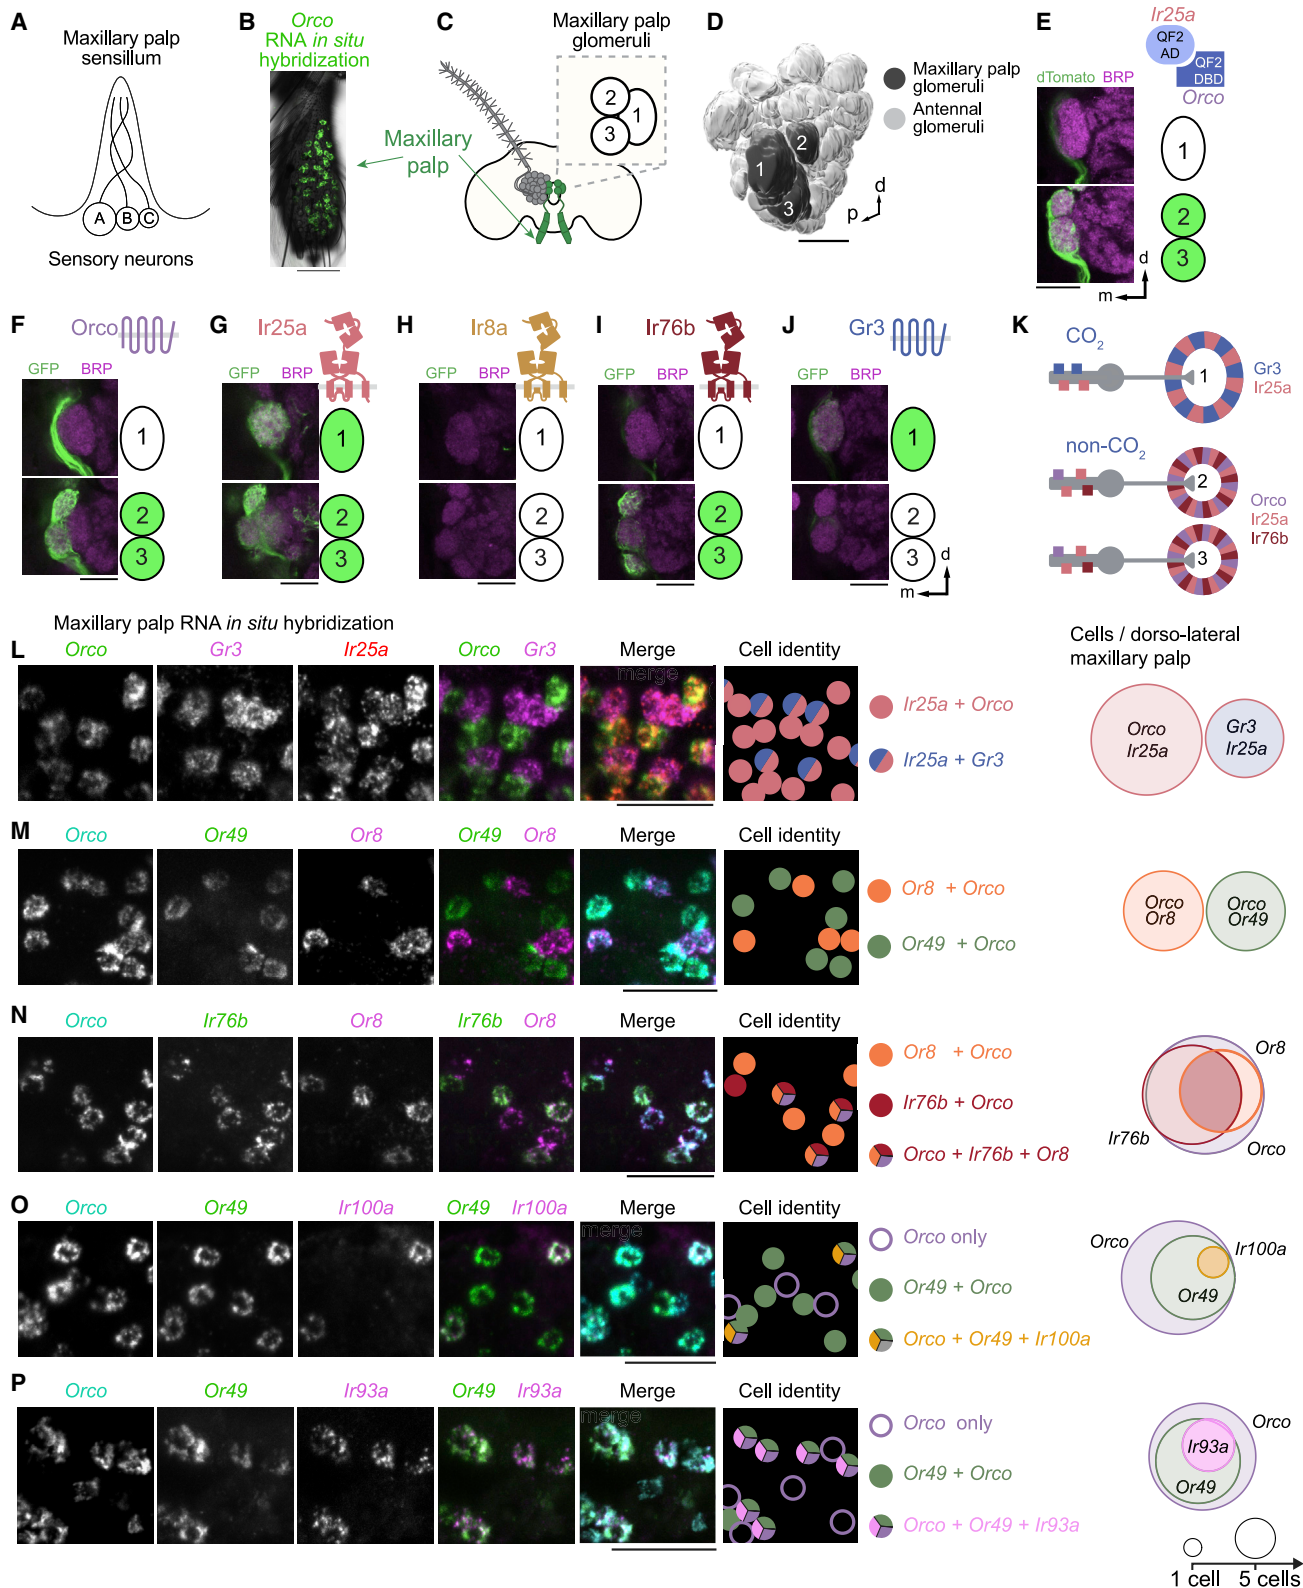 A
Maxillary palp
sensillum
A B C
Sensory neurons
B
Orco
RNA in situ
hybridization
C
Maxillary palp
glomeruli
2
1
3
Maxillary
palp
D
Maxillary palp
glomeruli
Antennal
glomeruli
1
2
3
d
p
E
Ir25a
QF2
AD
QF2
DBD
Orco
dTomato BRP
1
2
3
d
m
F
Orco
GFP BRP
1
2
3
G
Ir25a
GFP BRP
1
2
3
H
Ir8a
GFP BRP
1
2
3
I
Ir76b
GFP BRP
1
2
3
J
Gr3
GFP BRP
1
2
3
d
m
K
CO2
1
Gr3
Ir25a
non-CO2
2
Orco
Ir25a
Ir76b
3
Maxillary palp RNA in situ hybridization
Cells / dorso-lateral
maxillary palp
L
Orco Gr3 Ir25a Orco Gr3 Merge Cell identity
merge
Ir25a + Orco
Ir25a + Gr3
Orco
Ir25a
Gr3
Ir25a
M
Orco Or49 Or8 Or49 Or8 Merge Cell identity
Or8 + Orco
Or49 + Orco
Orco
Or8
Orco
Or49
N
Orco Ir76b Or8 Ir76b Or8 Merge Cell identity
Or8 + Orco
Ir76b + Orco
Orco + Ir76b + Or8
Or8
Ir76b
Orco
O
Orco Or49 Ir100a Or49 Ir100a Merge Cell identity
merge
Orco only
Or49 + Orco
Orco + Or49 + Ir100a
Orco
Ir100a
Or49
P
Orco Or49 Ir93a Or49 Ir93a Merge Cell identity
merge
Orco only
Or49 + Orco
Orco + Or49 + Ir93a
Orco
Ir93a
Or49
1 cell 5 cells